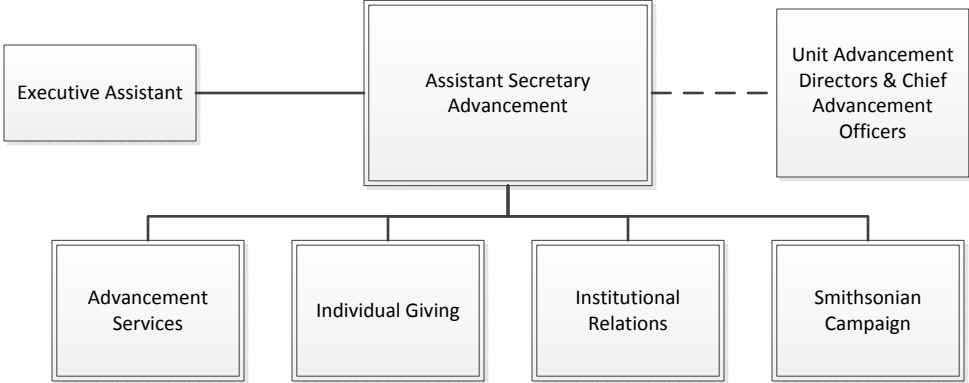 Executive Assistant
Assistant Secretary
Advancement
Unit Advancement
Directors & Chief
Advancement
Officers
Advancement
Services
Individual Giving
Institutional
Relations
Smithsonian
Campaign